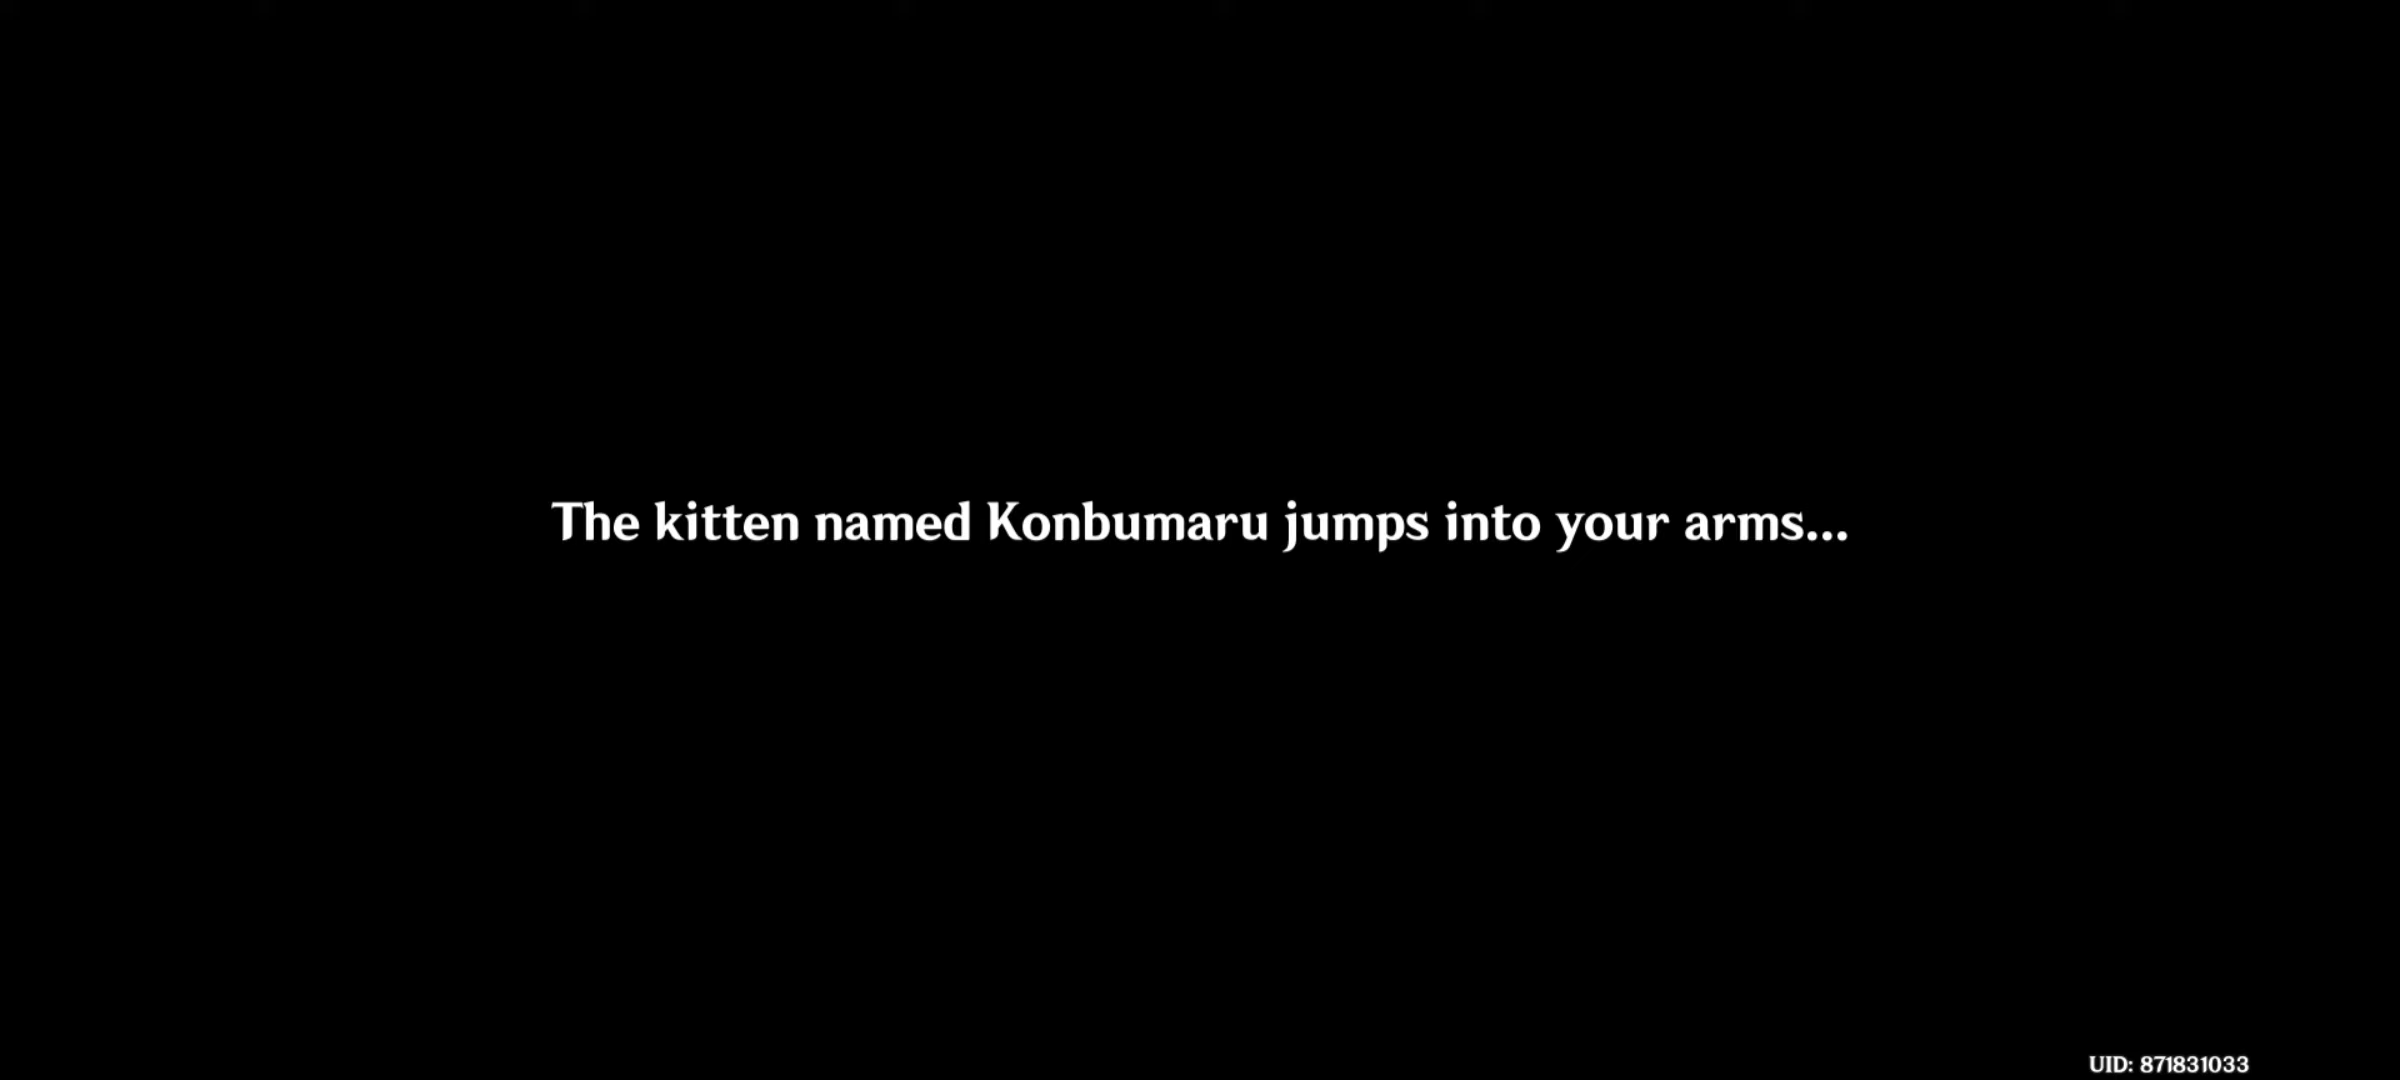 The kitten named Konbumaru jumps into your arms...
UID: 871831033